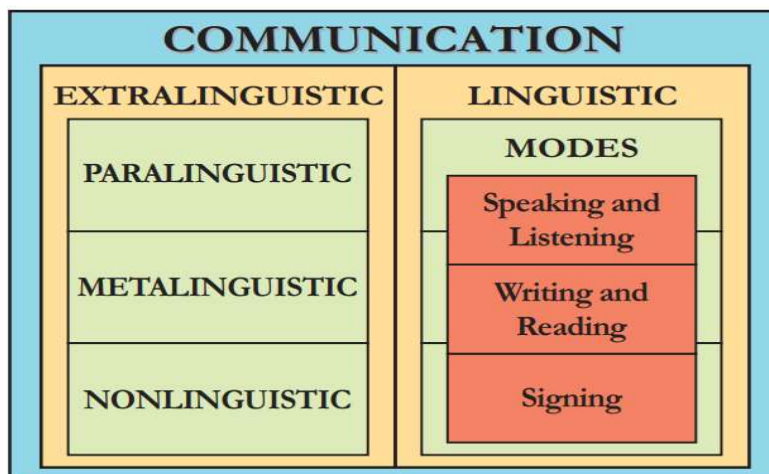 COMMUNICATION
EXTRALINGUISTIC
PARALINGUISTIC
METALINGUISTIC
NONLINGUISTIC
LINGUISTIC
MODES
Speaking and
Listening
Writing and
Reading
Signing